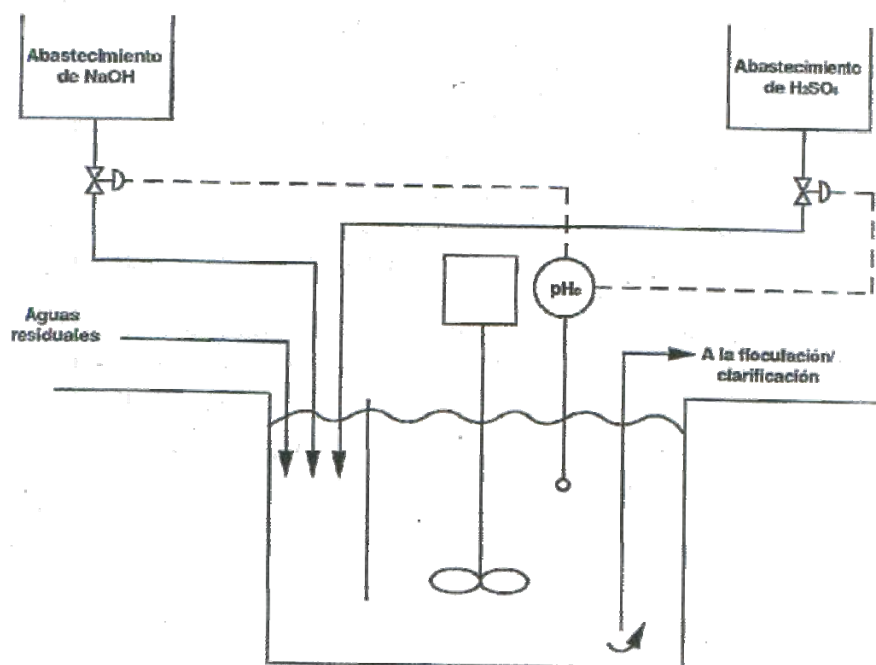 Abastecimiento
de NaOH
Abastecimiento
de H₂SO₄
pHc
Aguas
residuales
A la floculación/
clarificación